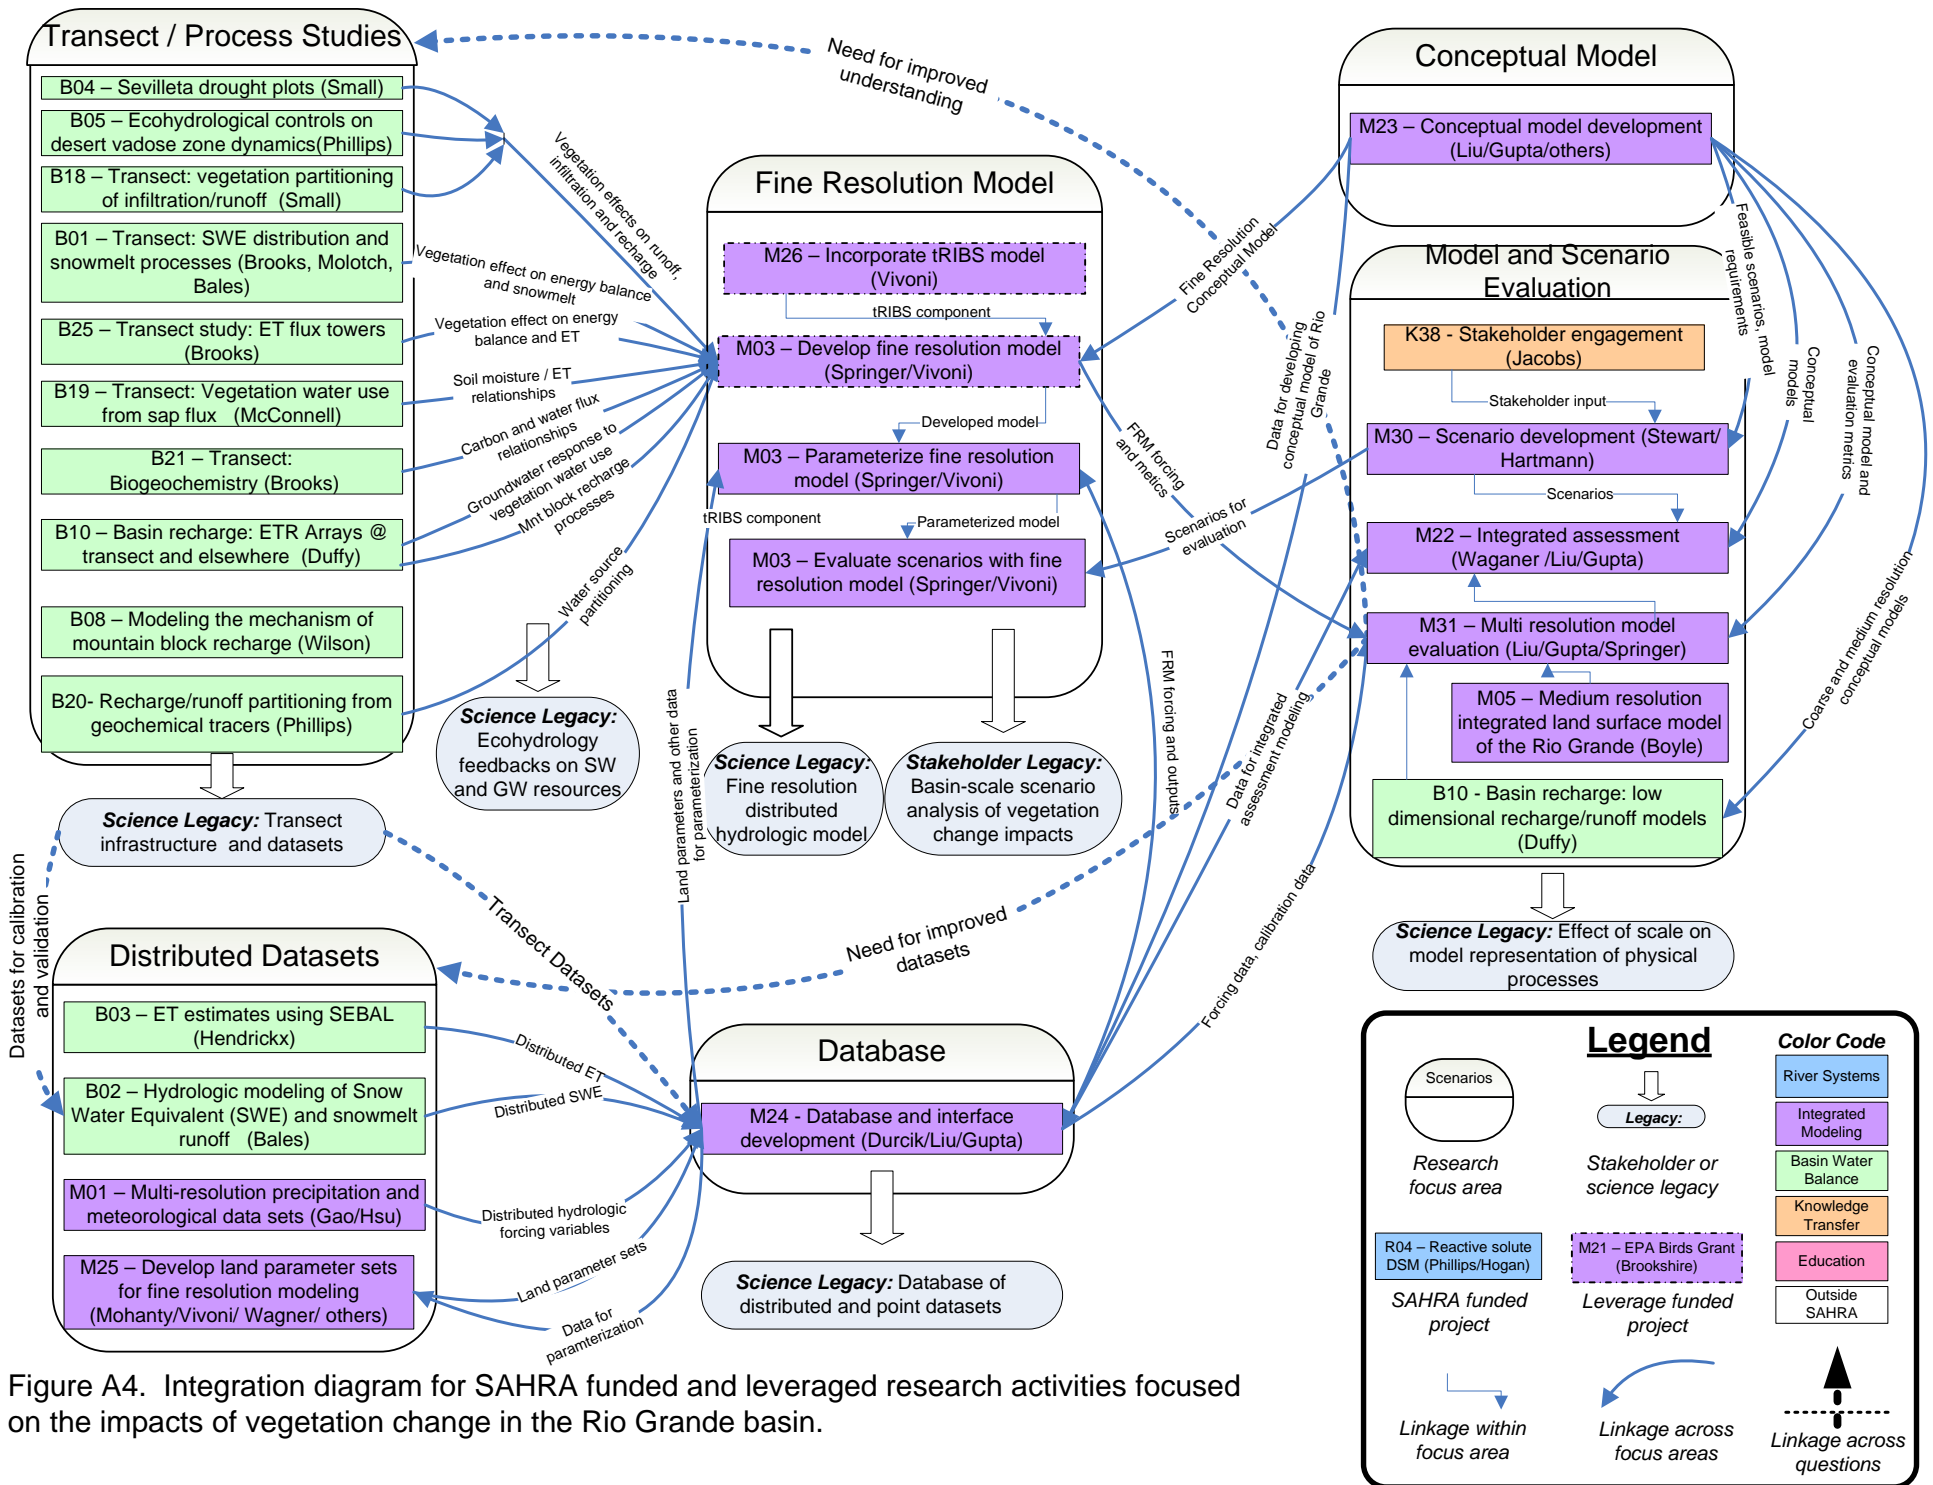 Transect / Process Studies
B04 – Sevilleta drought plots (Small)
B05 – Ecohydrological controls on
desert vadose zone dynamics(Phillips)
B18 – Transect: vegetation partitioning
of infiltration/runoff (Small)
B01 – Transect: SWE distribution and
snowmelt processes (Brooks, Molotch,
Bales)
B25 – Transect study: ET flux towers
(Brooks)
B19 – Transect: Vegetation water use
from sap flux (McConnell)
B21 – Transect:
Biogeochemistry (Brooks)
B10 – Basin recharge: ETR Arrays @
transect and elsewhere (Duffy)
B08 – Modeling the mechanism of
mountain block recharge (Wilson)
B20- Recharge/runoff partitioning from
geochemical tracers (Phillips)
Science Legacy: Transect
infrastructure and datasets
Vegetation effects on runoff,
infiltration and recharge
Vegetation effect on energy balance
and snowmelt
Vegetation effect on energy
balance and ET
Soil moisture / ET
relationships
Carbon and water flux
relationships
Groundwater response to
vegetation water use
Mnt block recharge
processes
Water source
partitioning
Science Legacy:
Ecohydrology
feedbacks on SW
and GW resources
Need for improved
understanding
Fine Resolution Model
M26 – Incorporate tRIBS model
(Vivoni)
tRIBS component
M03 – Develop fine resolution model
(Springer/Vivoni)
Developed model
M03 – Parameterize fine resolution
model (Springer/Vivoni)
tRIBS component
Parameterized model
M03 – Evaluate scenarios with fine
resolution model (Springer/Vivoni)
Science Legacy:
Fine resolution
distributed
hydrologic model
Stakeholder Legacy:
Basin-scale scenario
analysis of vegetation
change impacts
Conceptual Model
M23 – Conceptual model development
(Liu/Gupta/others)
Fine Resolution
Conceptual Model
Data for developing
conceptual model of Rio
Grande
FRM forcing
and metics
Scenarios for
evaluation
FRM forcing and outputs
Data for integrated
assessment modeling
Forcing data, calibration data
Land parameters and other data
for parameterization
Feasible scenarios, model
requirements
Conceptual
models
Conceptual model and
evaluation metrics
Coarse and medium resolution
conceptual models
Model and Scenario
Evaluation
K38 - Stakeholder engagement
(Jacobs)
Stakeholder input
M30 – Scenario development (Stewart/
Hartmann)
Scenarios
M22 – Integrated assessment
(Waganer /Liu/Gupta)
M31 – Multi resolution model
evaluation (Liu/Gupta/Springer)
M05 – Medium resolution
integrated land surface model
of the Rio Grande (Boyle)
B10 - Basin recharge: low
dimensional recharge/runoff models
(Duffy)
Science Legacy: Effect of scale on
model representation of physical
processes
Datasets for calibration
and validation
Transect Datasets
Need for improved
datasets
Distributed Datasets
B03 – ET estimates using SEBAL
(Hendrickx)
B02 – Hydrologic modeling of Snow
Water Equivalent (SWE) and snowmelt
runoff (Bales)
M01 – Multi-resolution precipitation and
meteorological data sets (Gao/Hsu)
M25 – Develop land parameter sets
for fine resolution modeling
(Mohanty/Vivoni/ Wagner/ others)
Distributed ET
Distributed SWE
Distributed hydrologic
forcing variables
Land parameter sets
Data for
paramterization
Database
M24 - Database and interface
development (Durcik/Liu/Gupta)
Science Legacy: Database of
distributed and point datasets
Legend
Scenarios
Research
focus area
Legacy:
Stakeholder or
science legacy
R04 – Reactive solute
DSM (Phillips/Hogan)
SAHRA funded
project
M21 – EPA Birds Grant
(Brookshire)
Leverage funded
project
Linkage within
focus area
Linkage across
focus areas
Color Code
River Systems
Integrated
Modeling
Basin Water
Balance
Knowledge
Transfer
Education
Outside
SAHRA
Linkage across
questions
Figure A4. Integration diagram for SAHRA funded and leveraged research activities focused
on the impacts of vegetation change in the Rio Grande basin.